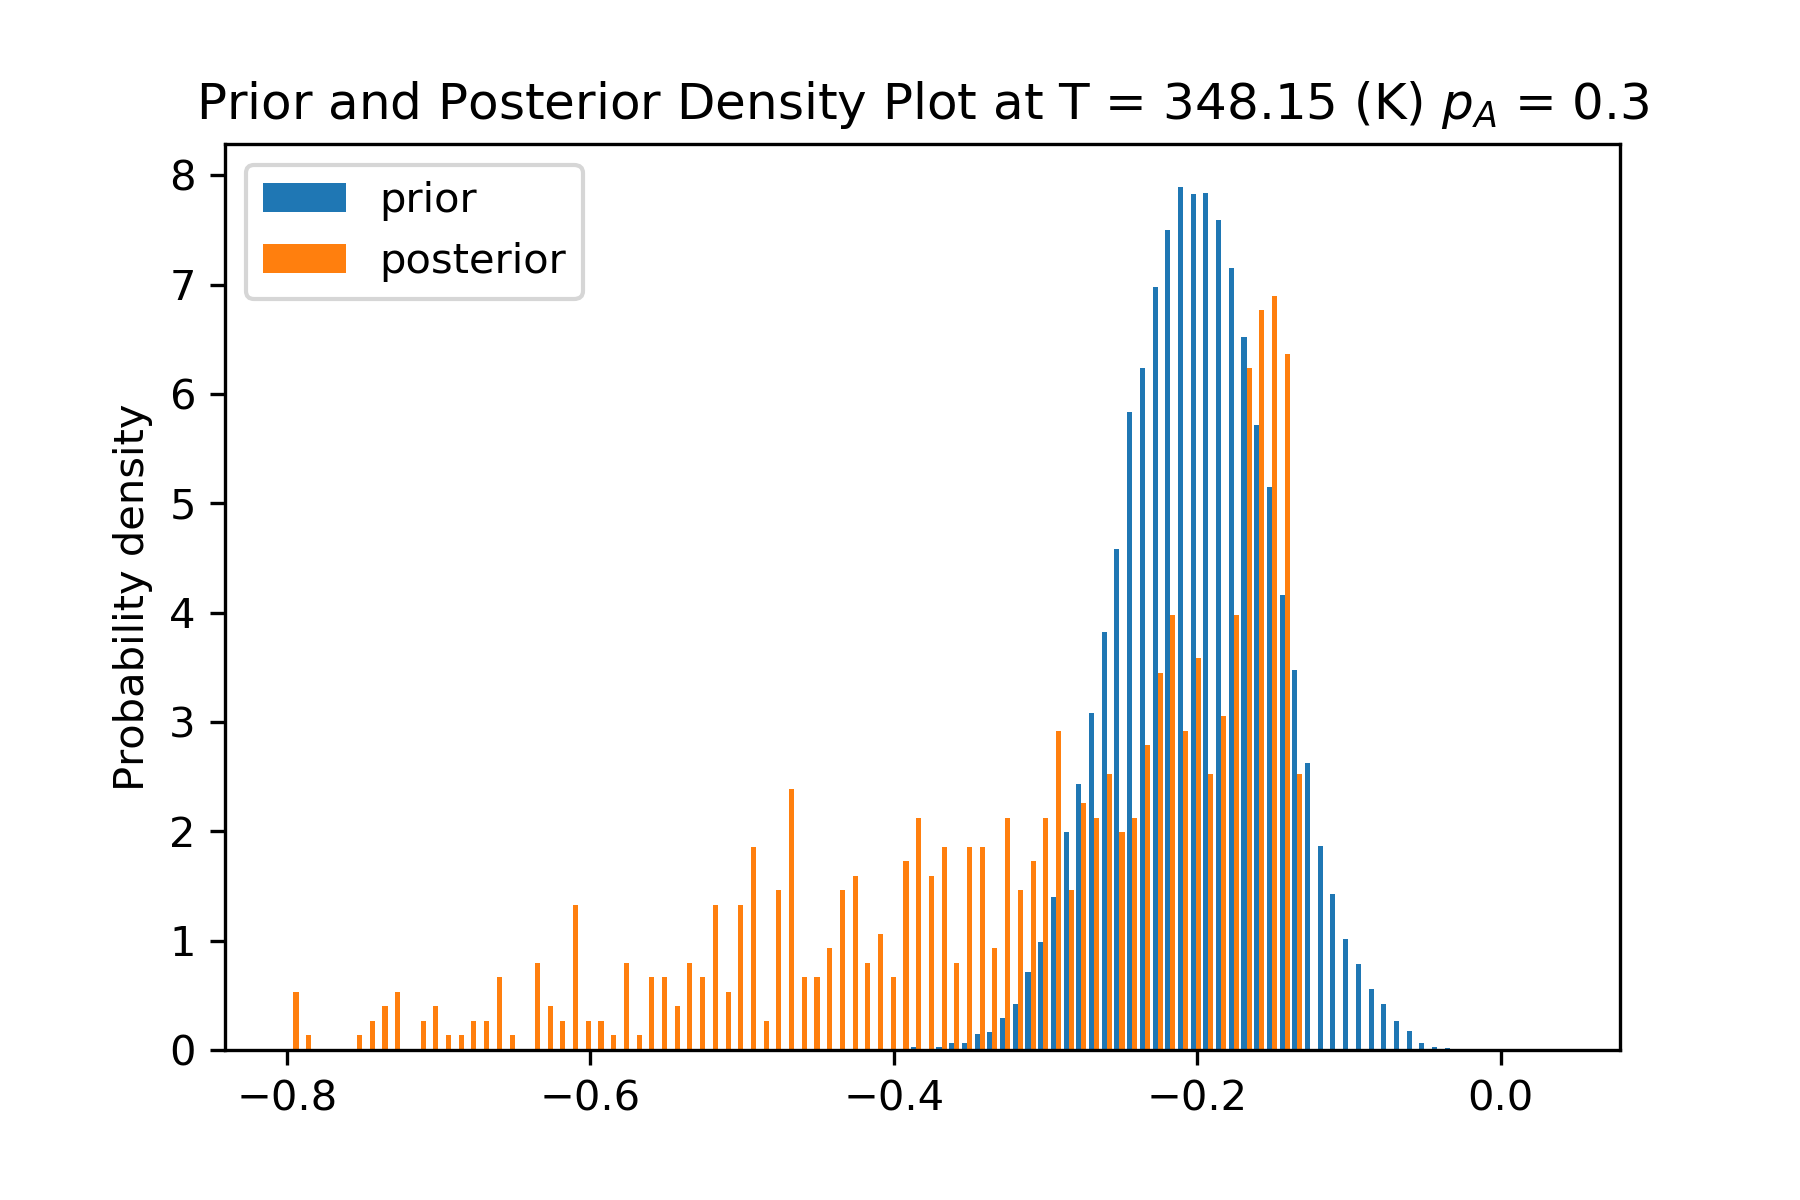 Prior and Posterior Density Plot at T = 348.15 (K) p_A = 0.3
prior
posterior
Probability density
8
7
6
5
4
3
2
1
0
−0.8 −0.6 −0.4 −0.2 0.0